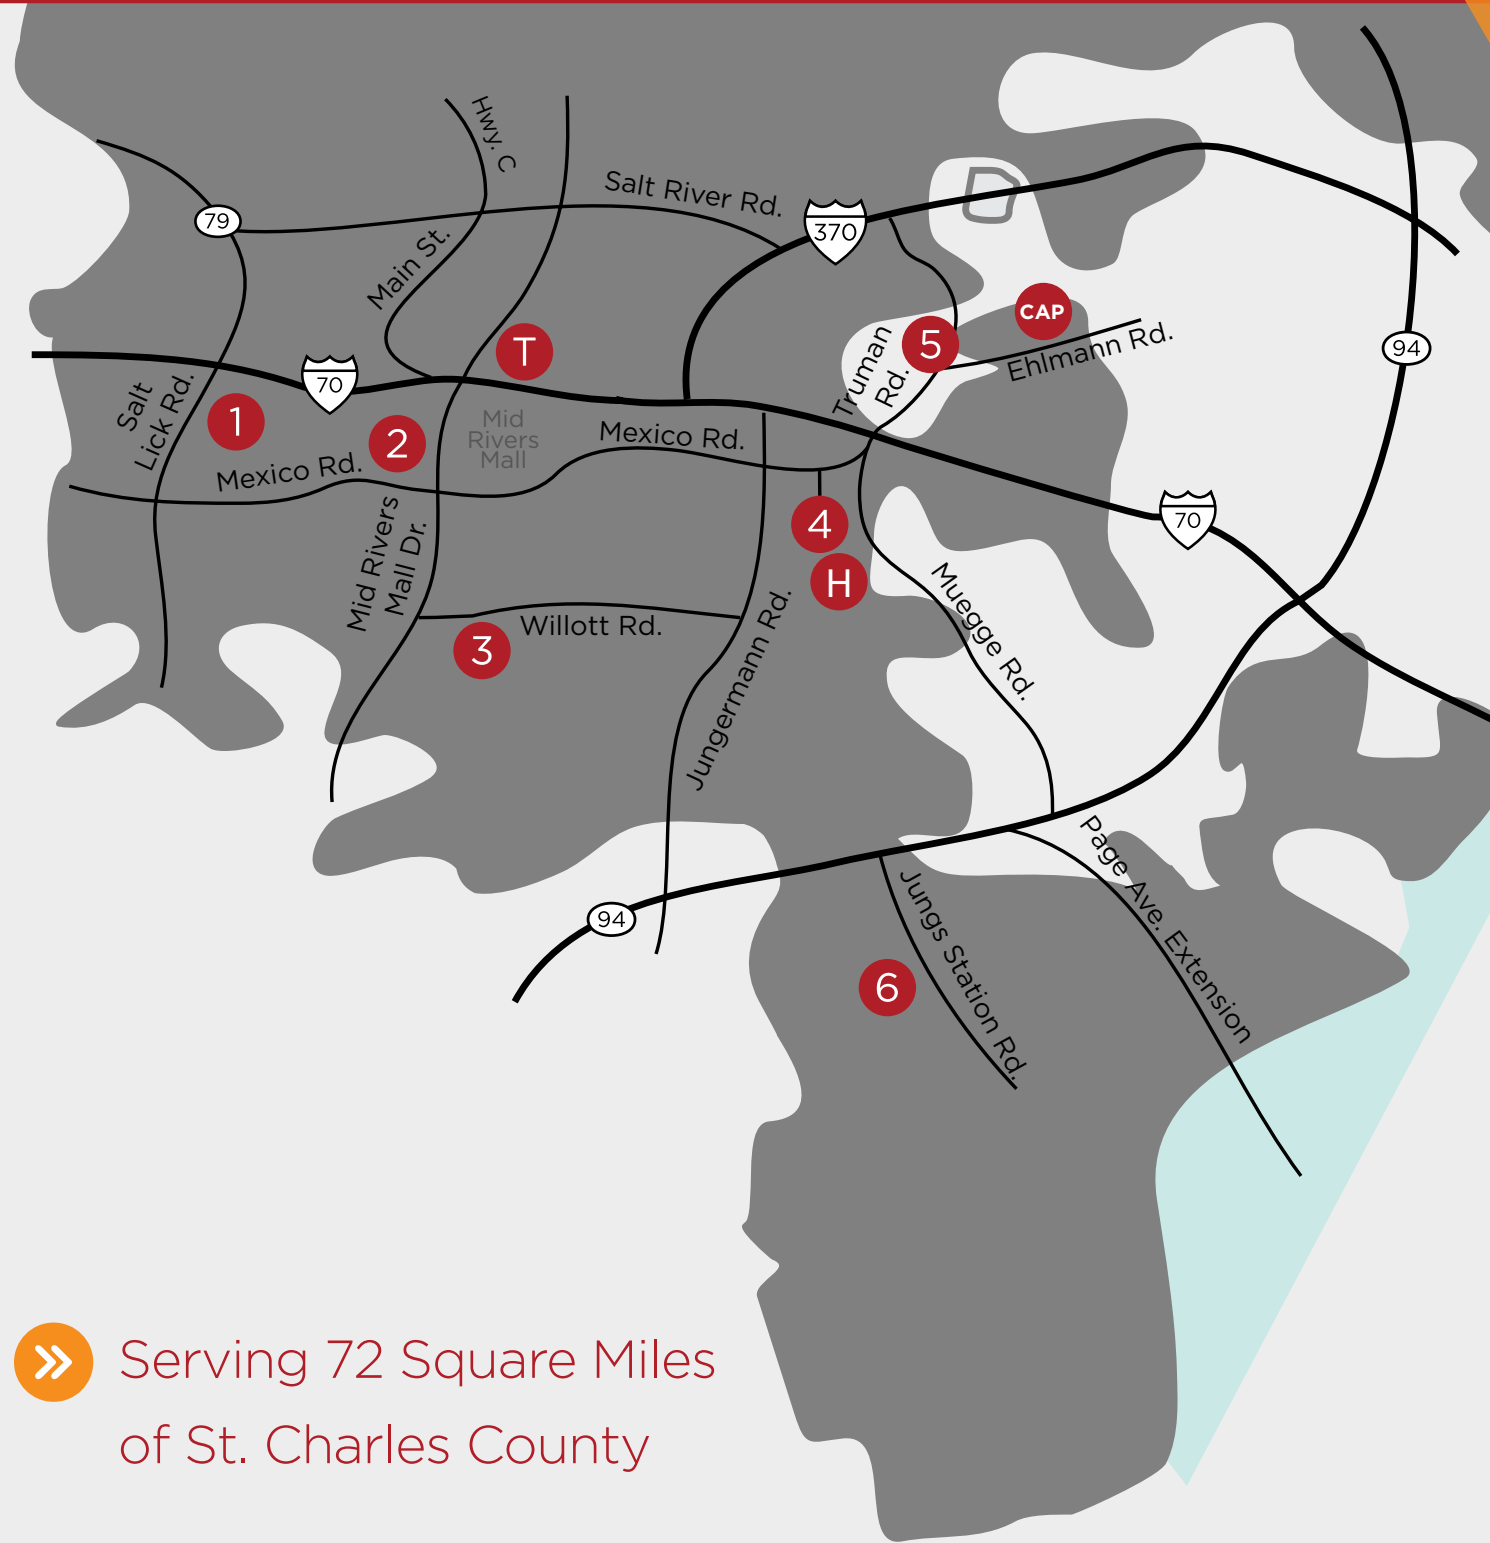 Hwy. C
Salt River Rd.
79
370
Main St.
CAP
T
5
Truman
Rd.
Ehlmann Rd.
94
70
Salt
Lick Rd.
1
2
Mid
Rivers
Mall
Mexico Rd.
Mexico Rd.
4
70
Mid Rivers
Mall Dr.
H
Muegge Rd.
Willott Rd.
3
Jungermann Rd.
Page Ave. Extension
94
Jungs Station Rd.
6
Serving 72 Square Miles
of St. Charles County